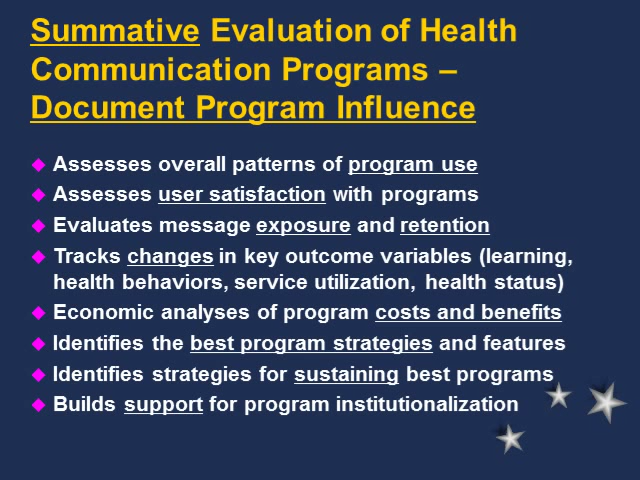 Summative Evaluation of Health
Communication Programs –
Document Program Influence
Assesses overall patterns of program use
Assesses user satisfaction with programs
Evaluates message exposure and retention
Tracks changes in key outcome variables (learning,
health behaviors, service utilization, health status)
Economic analyses of program costs and benefits
Identifies the best program strategies and features
Identifies strategies for sustaining best programs
Builds support for program institutionalization